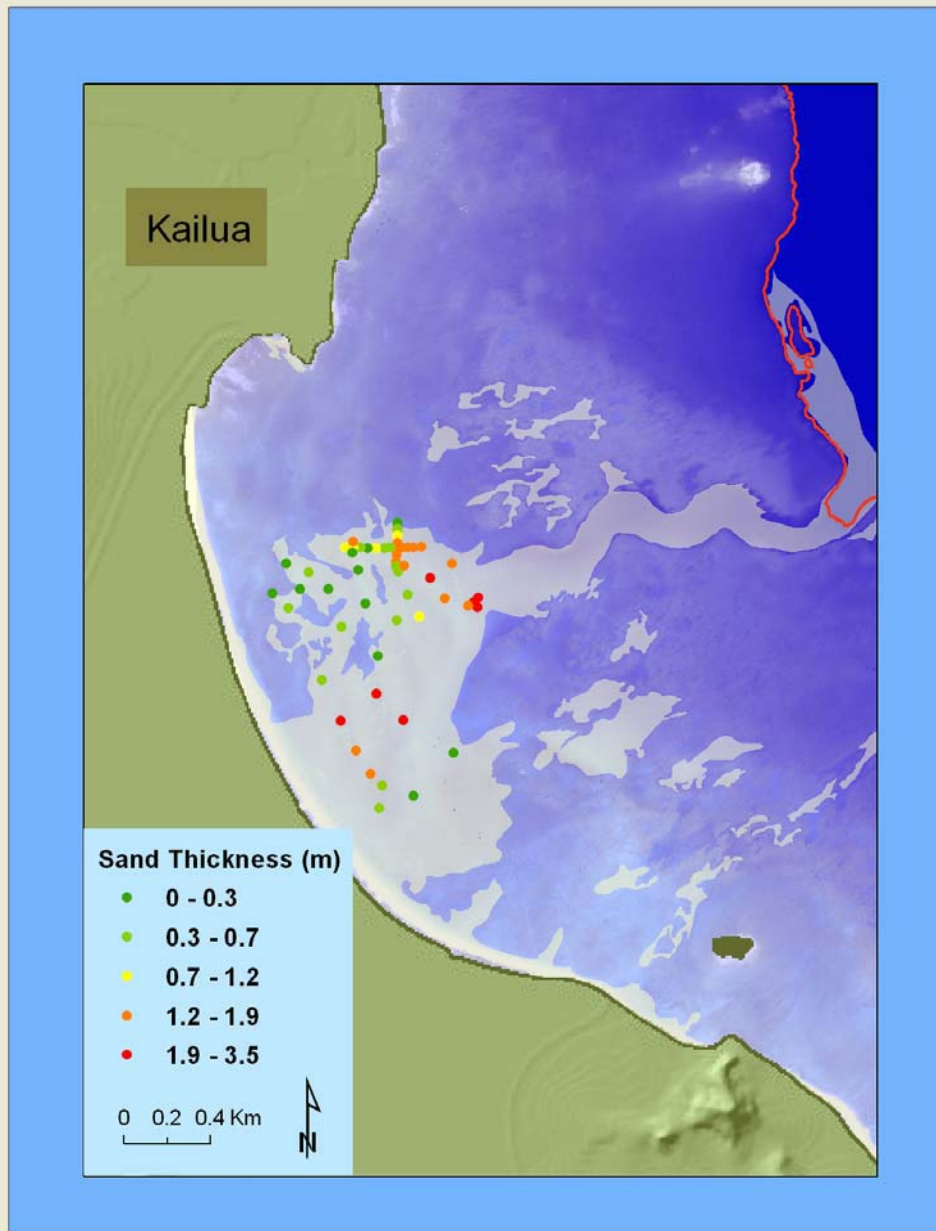 Kailua
Sand Thickness (m)
0 - 0.3
0.3 - 0.7
0.7 - 1.2
1.2 - 1.9
1.9 - 3.5
0 0.2 0.4 Km
N